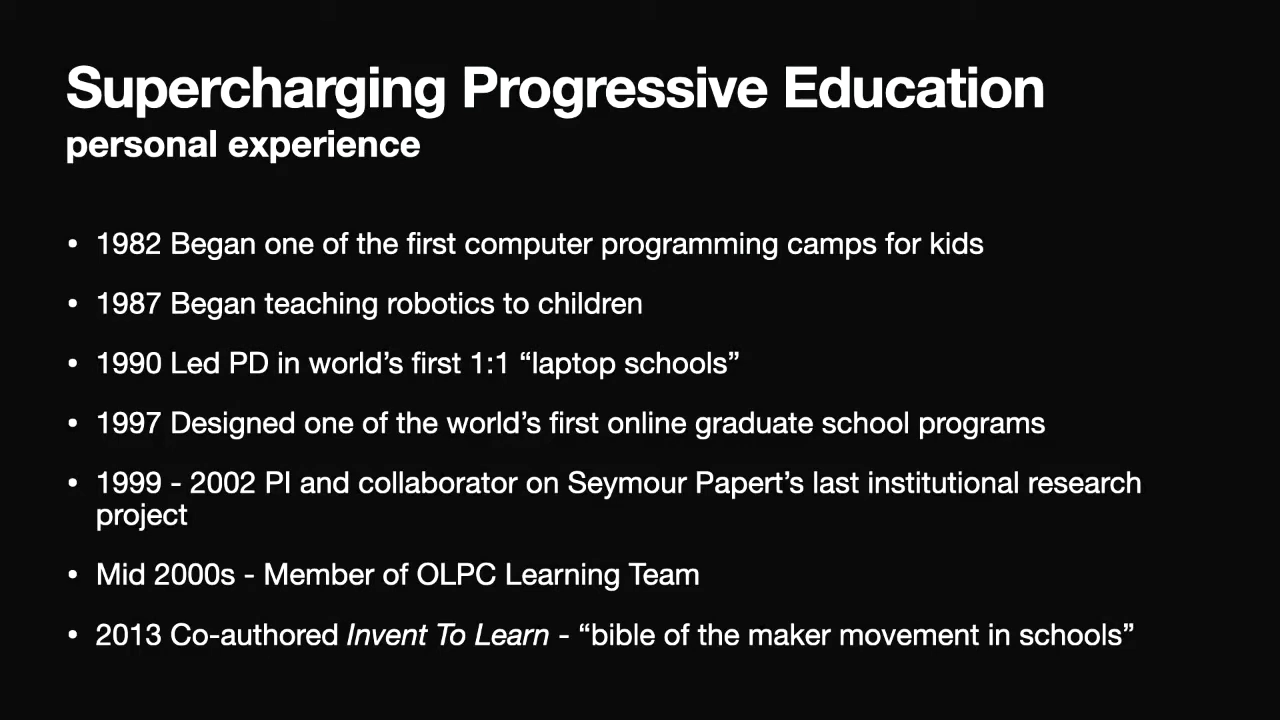 Supercharging Progressive Education
personal experience
• 1982 Began one of the first computer programming camps for kids
• 1987 Began teaching robotics to children
• 1990 Led PD in world’s first 1:1 “laptop schools”
• 1997 Designed one of the world’s first online graduate school programs
• 1999 - 2002 PI and collaborator on Seymour Papert’s last institutional research
project
• Mid 2000s - Member of OLPC Learning Team
• 2013 Co-authored Invent To Learn - “bible of the maker movement in schools”